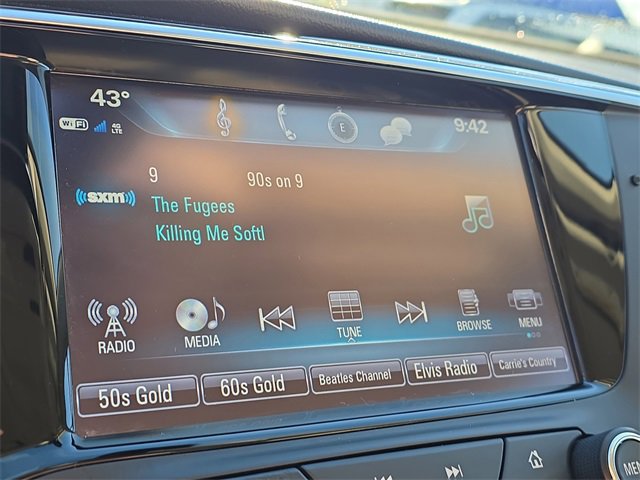 43°
WiFi 4G LTE
E
9:42
9 90s on 9
((sxm))
The Fugees
Killing Me Softl
RADIO
MEDIA
TUNE
BROWSE
MENU
50s Gold
60s Gold
Beatles Channel
Elvis Radio
Carrie's Country